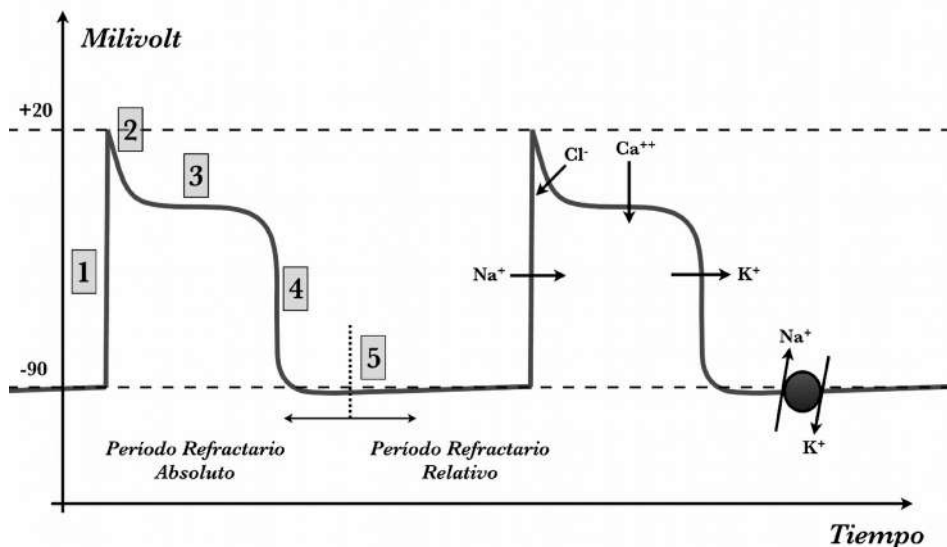 Milivolt
+20
2
3
Cl-
Ca++
1
4
Na+
K+
5
Na+
-90
K+
Período Refractario
Absoluto
Período Refractario
Relativo
Tiempo